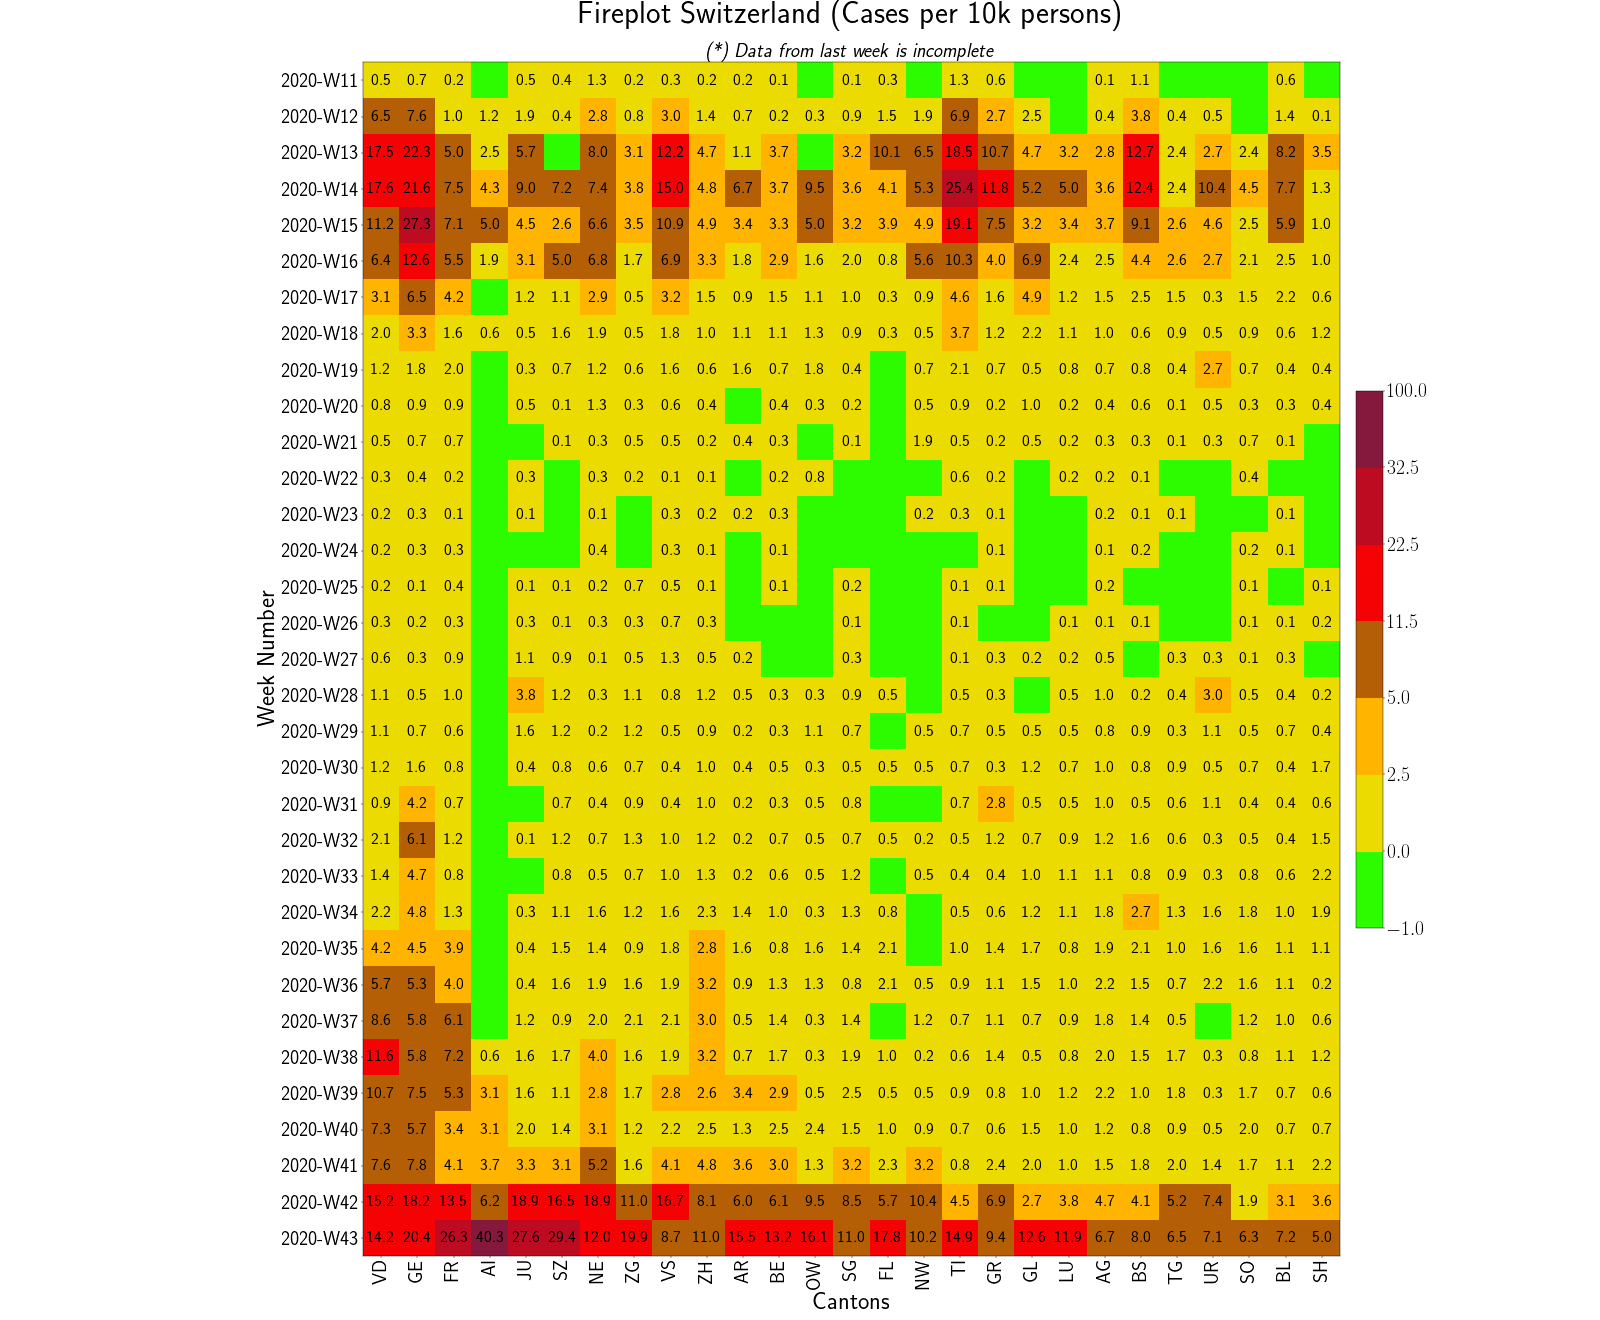 Fireplot Switzerland (Cases per 10k persons)
(*) Data from last week is incomplete
2020-W11 0.5 0.7 0.2 0.5 0.4 1.3 0.2 0.3 0.2 0.2 0.1 0.1 0.3 1.3 0.6 0.1 1.1 0.6
2020-W12 6.5 7.6 1.0 1.2 1.9 0.4 2.8 0.8 3.0 1.4 0.7 0.2 0.3 0.9 1.5 1.9 6.9 2.7 2.5 0.4 3.8 0.4 0.5 1.4 0.1
2020-W13 17.5 22.3 5.0 2.5 5.7 8.0 3.1 12.2 4.7 1.1 3.7 3.2 10.1 6.5 18.5 10.7 4.7 3.2 2.8 12.7 2.4 2.7 2.4 8.2 3.5
2020-W14 17.6 21.6 7.5 4.3 9.0 7.2 7.4 3.8 15.0 4.8 6.7 3.7 9.5 3.6 4.1 5.3 25.4 11.8 5.2 5.0 3.6 12.4 2.4 10.4 4.5 7.7 1.3
2020-W15 11.2 27.3 7.1 5.0 4.5 2.6 6.6 3.5 10.9 4.9 3.4 3.3 5.0 3.2 3.9 4.9 19.1 7.5 3.2 3.4 3.7 9.1 2.6 4.6 2.5 5.9 1.0
2020-W16 6.4 12.6 5.5 1.9 3.1 5.0 6.8 1.7 6.9 3.3 1.8 2.9 1.6 2.0 0.8 5.6 10.3 4.0 6.9 2.4 2.5 4.4 2.6 2.7 2.1 2.5 1.0
2020-W17 3.1 6.5 4.2 1.2 1.1 2.9 0.5 3.2 1.5 0.9 1.5 1.1 1.0 0.3 0.9 4.6 1.6 4.9 1.2 1.5 2.5 1.5 0.3 1.5 2.2 0.6
2020-W18 2.0 3.3 1.6 0.6 0.5 1.6 1.9 0.5 1.8 1.0 1.1 1.1 1.3 0.9 0.3 0.5 3.7 1.2 2.2 1.1 1.0 0.6 0.9 0.5 0.9 0.6 1.2
2020-W19 1.2 1.8 2.0 0.3 0.7 1.2 0.6 1.6 0.6 1.6 0.7 1.8 0.4 0.7 2.1 0.7 0.5 0.8 0.7 0.8 0.4 2.7 0.7 0.4 0.4
2020-W20 0.8 0.9 0.9 0.5 0.1 1.3 0.3 0.6 0.4 0.4 0.3 0.2 0.5 0.9 0.2 1.0 0.2 0.4 0.6 0.1 0.5 0.3 0.3 0.4
2020-W21 0.5 0.7 0.7 0.1 0.3 0.5 0.5 0.2 0.4 0.3 0.1 1.9 0.5 0.2 0.5 0.2 0.3 0.3 0.1 0.3 0.7 0.1
2020-W22 0.3 0.4 0.2 0.3 0.3 0.2 0.1 0.1 0.2 0.8 0.6 0.2 0.2 0.2 0.1 0.4
2020-W23 0.2 0.3 0.1 0.1 0.1 0.3 0.2 0.2 0.3 0.2 0.3 0.1 0.2 0.1 0.1 0.1
2020-W24 0.2 0.3 0.3 0.4 0.3 0.1 0.1 0.1 0.1 0.2 0.2 0.1
2020-W25 0.2 0.1 0.4 0.1 0.1 0.2 0.7 0.5 0.1 0.1 0.2 0.1 0.1 0.2 0.1 0.1
2020-W26 0.3 0.2 0.3 0.3 0.1 0.3 0.3 0.7 0.3 0.1 0.1 0.1 0.1 0.1 0.1 0.1 0.2
2020-W27 0.6 0.3 0.9 1.1 0.9 0.1 0.5 1.3 0.5 0.2 0.3 0.1 0.3 0.2 0.2 0.5 0.3 0.3 0.1 0.3
2020-W28 1.1 0.5 1.0 3.8 1.2 0.3 1.1 0.8 1.2 0.5 0.3 0.3 0.9 0.5 0.5 0.3 0.5 1.0 0.2 0.4 3.0 0.5 0.4 0.2
2020-W29 1.1 0.7 0.6 1.6 1.2 0.2 1.2 0.5 0.9 0.2 0.3 1.1 0.7 0.5 0.7 0.5 0.5 0.5 0.8 0.9 0.3 1.1 0.5 0.7 0.4
2020-W30 1.2 1.6 0.8 0.4 0.8 0.6 0.7 0.4 1.0 0.4 0.5 0.3 0.5 0.5 0.5 0.7 0.3 1.2 0.7 1.0 0.8 0.9 0.5 0.7 0.4 1.7
2020-W31 0.9 4.2 0.7 0.7 0.4 0.9 0.4 1.0 0.2 0.3 0.5 0.8 0.7 2.8 0.5 0.5 1.0 0.5 0.6 1.1 0.4 0.4 0.6
2020-W32 2.1 6.1 1.2 0.1 1.2 0.7 1.3 1.0 1.2 0.2 0.7 0.5 0.7 0.5 0.2 0.5 1.2 0.7 0.9 1.2 1.6 0.6 0.3 0.5 0.4 1.5
2020-W33 1.4 4.7 0.8 0.8 0.5 0.7 1.0 1.3 0.2 0.6 0.5 1.2 0.5 0.4 0.4 1.0 1.1 1.1 0.8 0.9 0.3 0.8 0.6 2.2
2020-W34 2.2 4.8 1.3 0.3 1.1 1.6 1.2 1.6 2.3 1.4 1.0 0.3 1.3 0.8 0.5 0.6 1.2 1.1 1.8 2.7 1.3 1.6 1.8 1.0 1.9
2020-W35 4.2 4.5 3.9 0.4 1.5 1.4 0.9 1.8 2.8 1.6 0.8 1.6 1.4 2.1 1.0 1.4 1.7 0.8 1.9 2.1 1.0 1.6 1.6 1.1 1.1
2020-W36 5.7 5.3 4.0 0.4 1.6 1.9 1.6 1.9 3.2 0.9 1.3 1.3 0.8 2.1 0.5 0.9 1.1 1.5 1.0 2.2 1.5 0.7 2.2 1.6 1.1 0.2
2020-W37 8.6 5.8 6.1 1.2 0.9 2.0 2.1 2.1 3.0 0.5 1.4 0.3 1.4 1.2 0.7 1.1 0.7 0.9 1.8 1.4 0.5 1.2 1.0 0.6
2020-W38 11.6 5.8 7.2 0.6 1.6 1.7 4.0 1.6 1.9 3.2 0.7 1.7 0.3 1.9 1.0 0.2 0.6 1.4 0.5 0.8 2.0 1.5 1.7 0.3 0.8 1.1 1.2
2020-W39 10.7 7.5 5.3 3.1 1.6 1.1 2.8 1.7 2.8 2.6 3.4 2.9 0.5 2.5 0.5 0.5 0.9 0.8 1.0 1.2 2.2 1.0 1.8 0.3 1.7 0.7 0.6
2020-W40 7.3 5.7 3.4 3.1 2.0 1.4 3.1 1.2 2.2 2.5 1.3 2.5 2.4 1.5 1.0 0.9 0.7 0.6 1.5 1.0 1.2 0.8 0.9 0.5 2.0 0.7 0.7
2020-W41 7.6 7.8 4.1 3.7 3.3 3.1 5.2 1.6 4.1 4.8 3.6 3.0 1.3 3.2 2.3 3.2 0.8 2.4 2.0 1.0 1.5 1.8 2.0 1.4 1.7 1.1 2.2
2020-W42 15.2 18.2 13.5 6.2 18.9 16.5 18.9 11.0 16.7 8.1 6.0 6.1 9.5 8.5 5.7 10.4 4.5 6.9 2.7 3.8 4.7 4.1 5.2 7.4 1.9 3.1 3.6
2020-W43 14.2 20.4 26.3 40.3 27.6 29.4 12.0 19.9 8.7 11.0 15.5 13.2 16.1 11.0 17.8 10.2 14.9 9.4 12.6 11.9 6.7 8.0 6.5 7.1 6.3 7.2 5.0
VD GE FR AI JU SZ NE ZG VS ZH AR BE OW SG FL NW TI GR GL LU AG BS TG UR SO BL SH
Cantons
Week Number
100.0
32.5
22.5
11.5
5.0
2.5
0.0
−1.0